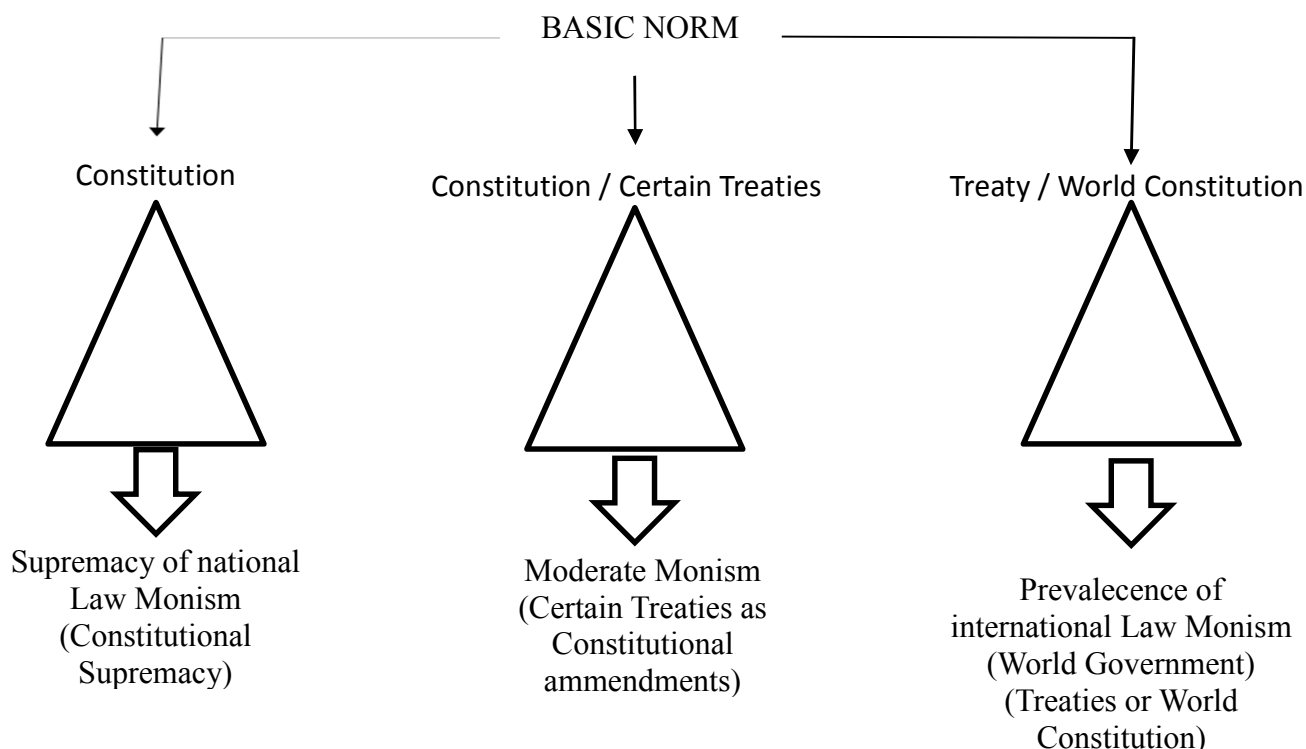 BASIC NORM
Constitution
Constitution / Certain Treaties
Treaty / World Constitution
Supremacy of national
Law Monism
(Constitutional
Supremacy)
Moderate Monism
(Certain Treaties as
Constitutional
ammendments)
Prevalecence of
international Law Monism
(World Government)
(Treaties or World
Constitution)